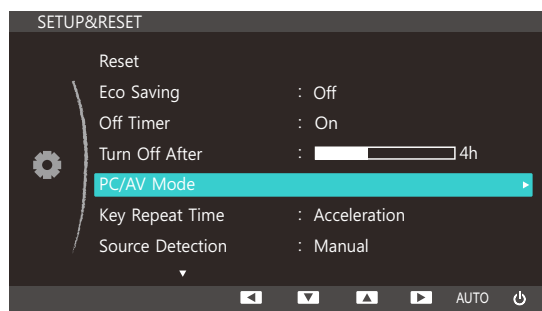 SETUP&RESET
Reset
Eco Saving : Off
Off Timer : On
Turn Off After : 4h
PC/AV Mode
Key Repeat Time : Acceleration
Source Detection : Manual
AUTO